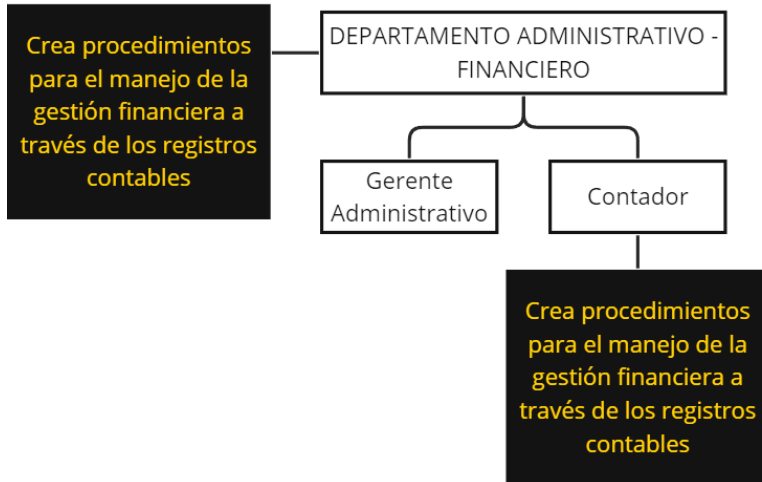 Crea procedimientos
para el manejo de la
gestión financiera a
través de los registros
contables
DEPARTAMENTO ADMINISTRATIVO -
FINANCIERO
Gerente
Administrativo
Contador
Crea procedimientos
para el manejo de la
gestión financiera a
través de los registros
contables